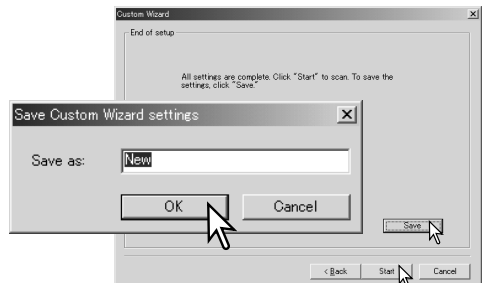 Custom Wizard
End of setup
All settings are complete. Click "Start" to scan. To save the
settings, click "Save."
Save Custom Wizard settings
Save as:
New
OK
Cancel
Save
< Back
Start
Cancel